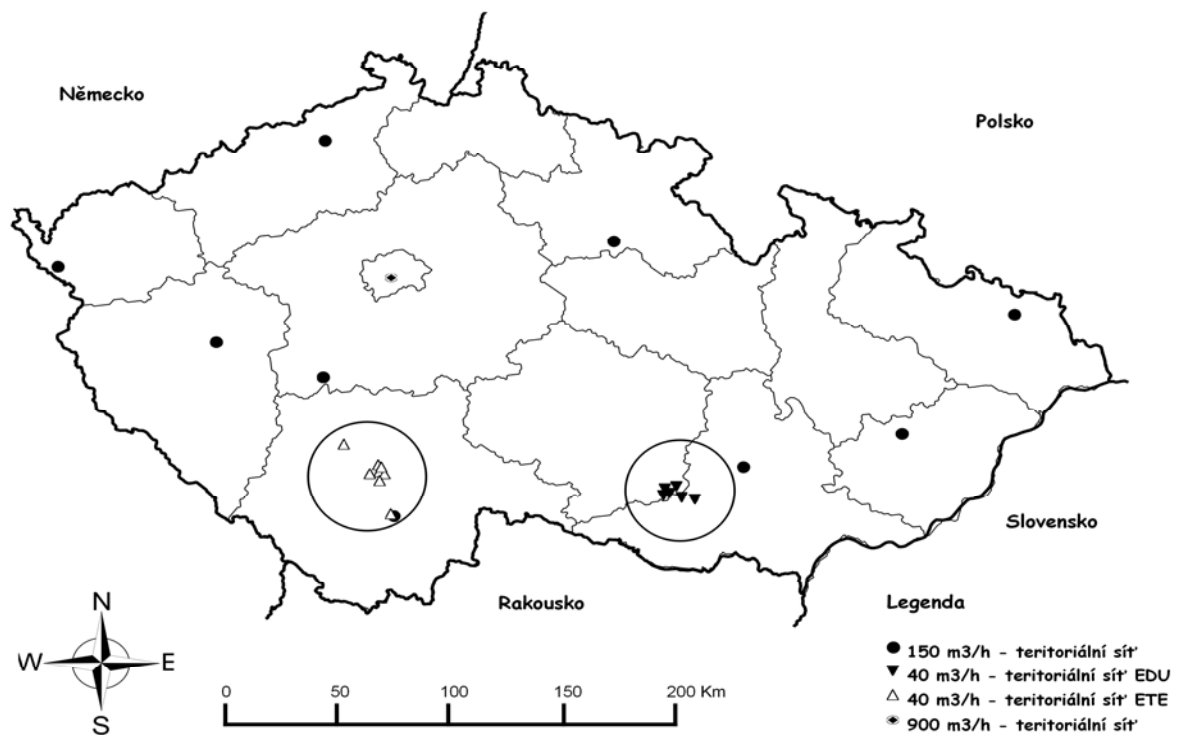 Německo
Polsko
Slovensko
Rakousko
Legenda
150 m3/h - teritoriální síť
40 m3/h - teritoriální síť EDU
40 m3/h - teritoriální síť ETE
900 m3/h - teritoriální síť
N
W E
S
0 50 100 150 200 Km